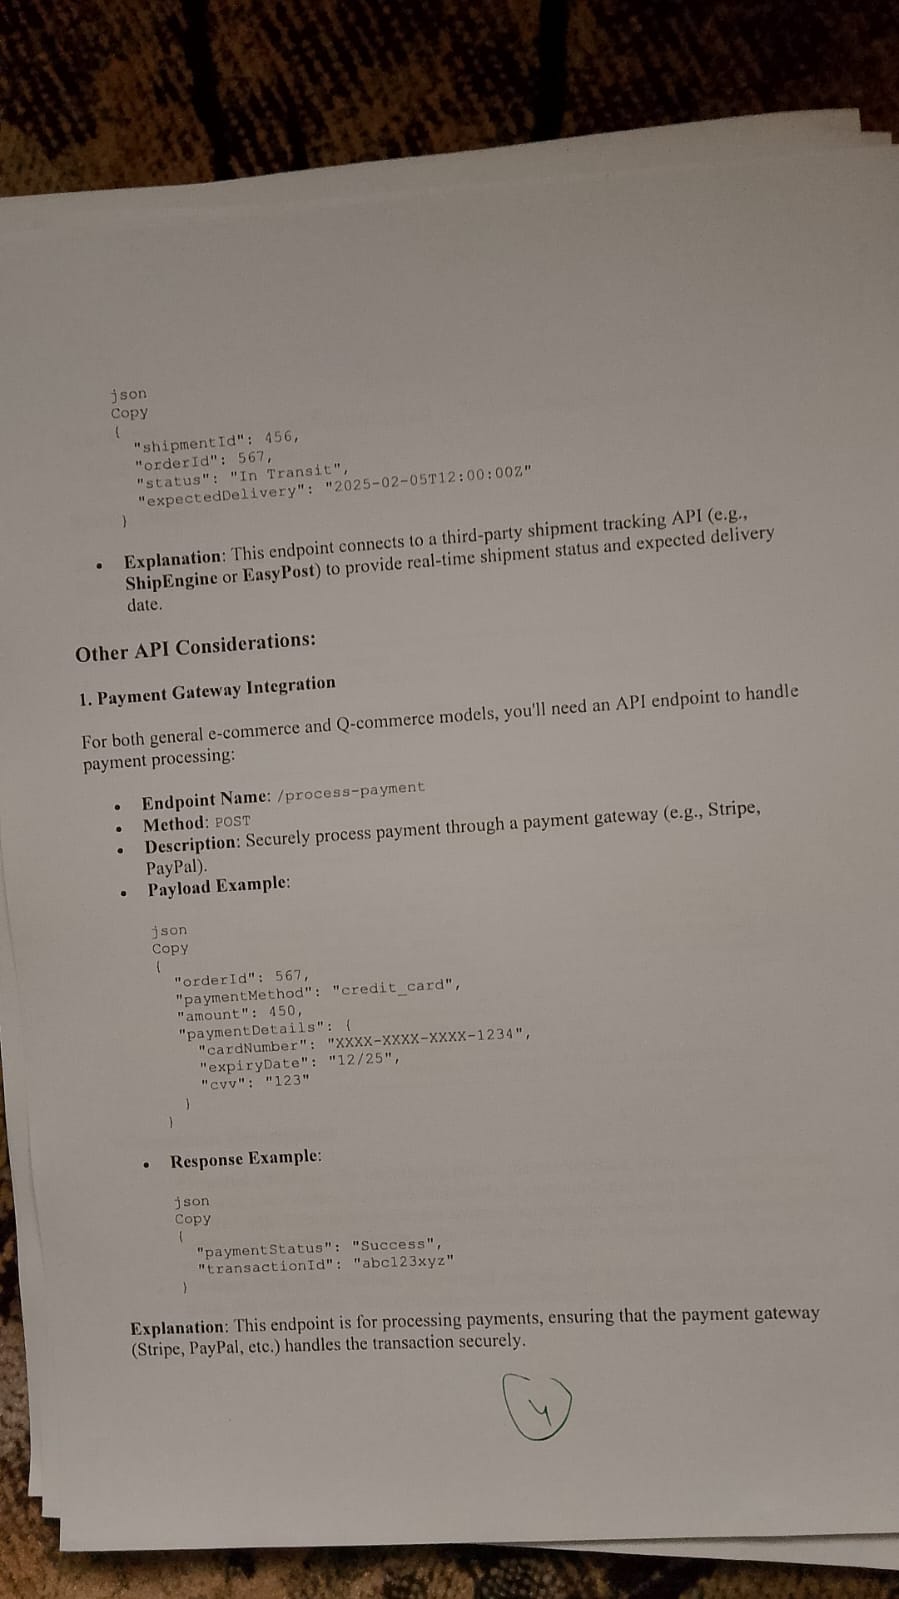 json
Copy
{
"shipmentId": 456,
"orderId": 567,
"status": "In Transit",
"expectedDelivery": "2025-02-05T12:00:00Z"
}
• Explanation: This endpoint connects to a third-party shipment tracking API (e.g.,
ShipEngine or EasyPost) to provide real-time shipment status and expected delivery
date.
Other API Considerations:
1. Payment Gateway Integration
For both general e-commerce and Q-commerce models, you'll need an API endpoint to handle
payment processing:
• Endpoint Name: /process-payment
• Method: POST
• Description: Securely process payment through a payment gateway (e.g., Stripe,
PayPal).
• Payload Example:
json
Copy
{
"orderId": 567,
"paymentMethod": "credit_card",
"amount": 450,
"paymentDetails": {
"cardNumber": "XXXX-XXXX-XXXX-1234",
"expiryDate": "12/25",
"cvv": "123"
}
}
• Response Example:
json
Copy
{
"paymentStatus": "Success",
"transactionId": "abc123xyz"
}
Explanation: This endpoint is for processing payments, ensuring that the payment gateway
(Stripe, PayPal, etc.) handles the transaction securely.
4